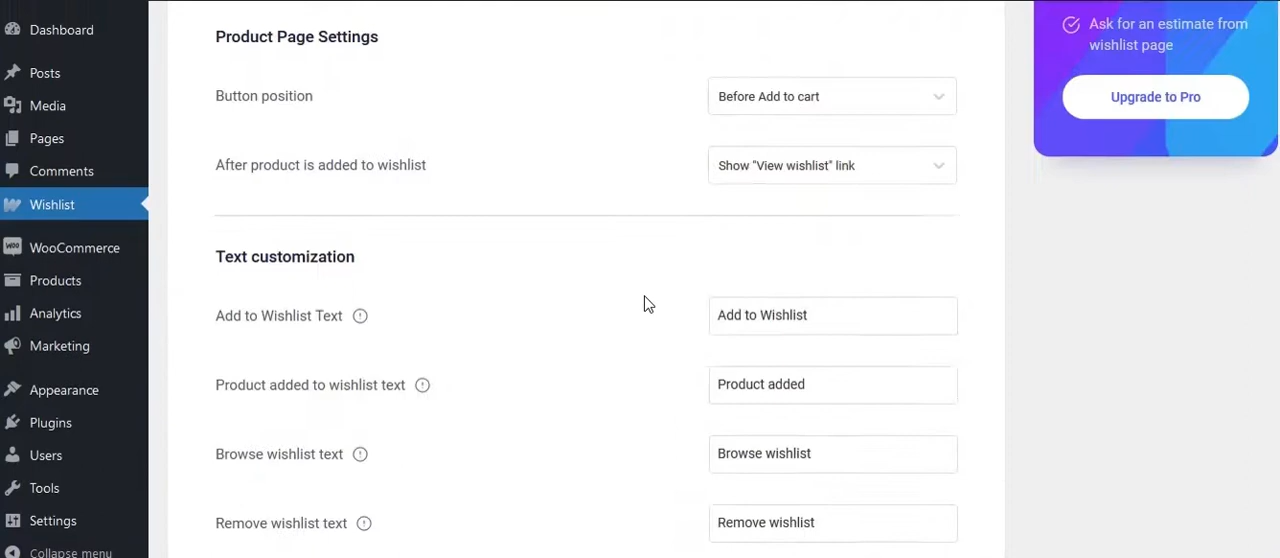 Dashboard
Posts
Media
Pages
Comments
Wishlist
WooCommerce
Products
Analytics
Marketing
Appearance
Plugins
Users
Tools
Settings
Collapse menu
Product Page Settings
Button position
Before Add to cart
After product is added to wishlist
Show "View wishlist" link
Text customization
Add to Wishlist Text
Add to Wishlist
Product added to wishlist text
Product added
Browse wishlist text
Browse wishlist
Remove wishlist text
Remove wishlist
Ask for an estimate from
wishlist page
Upgrade to Pro